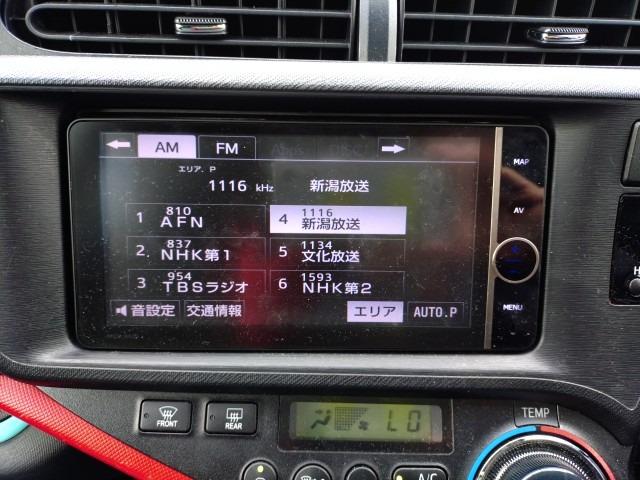 AM FM
エリア.P
1116 kHz 新潟放送
1 810 AFN
4 1116 新潟放送
2. 837 NHK第1
5 1134 文化放送
3 954 TBSラジオ
6 1593 NHK第2
音設定 交通情報 エリア AUTO.P
MAP
AV
MENU
FRONT
REAR
LO
TEMP
A/C